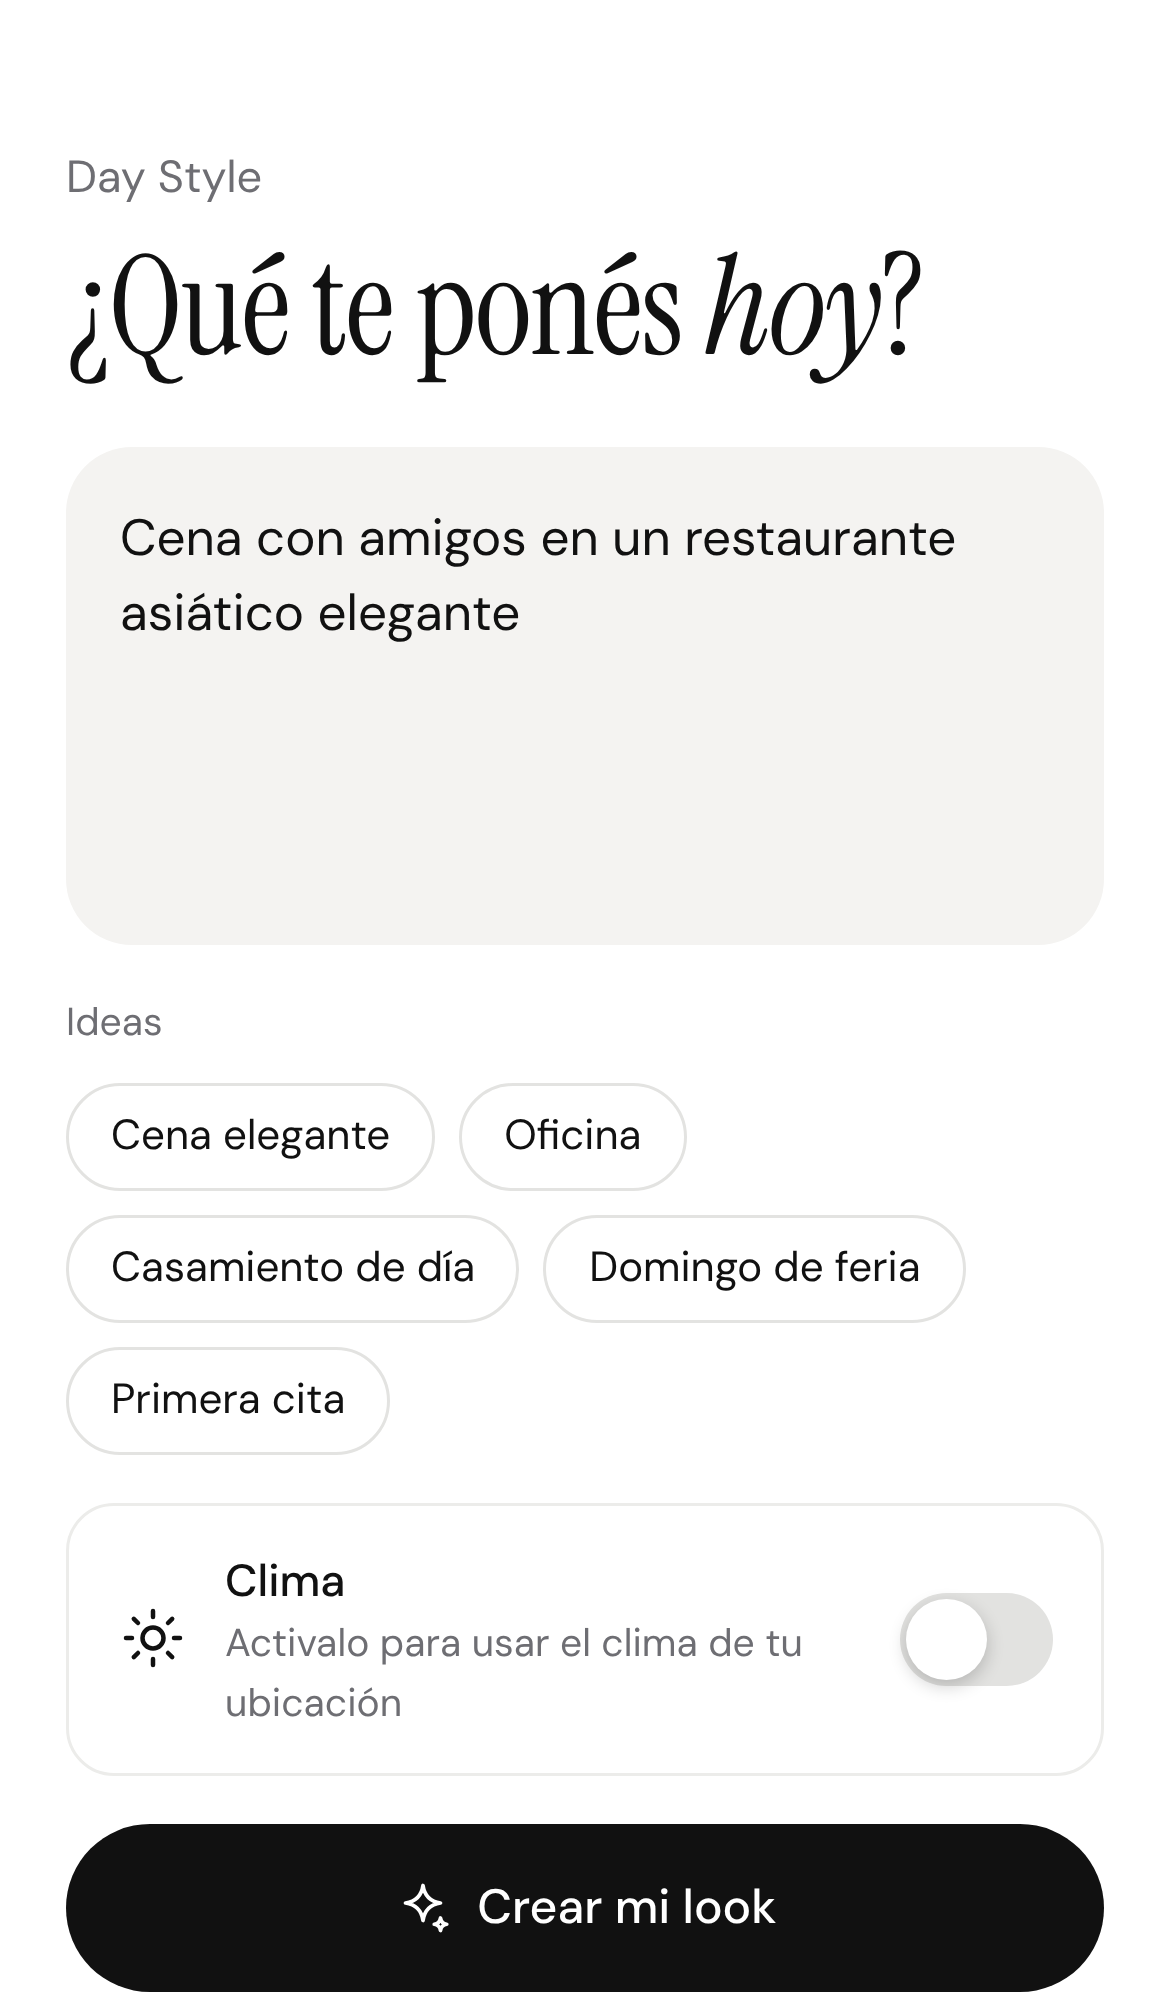 Day Style
¿Qué te ponés hoy?
Cena con amigos en un restaurante
asiático elegante
Ideas
Cena elegante
Oficina
Casamiento de día
Domingo de feria
Primera cita
Clima
Activalo para usar el clima de tu
ubicación
Crear mi look